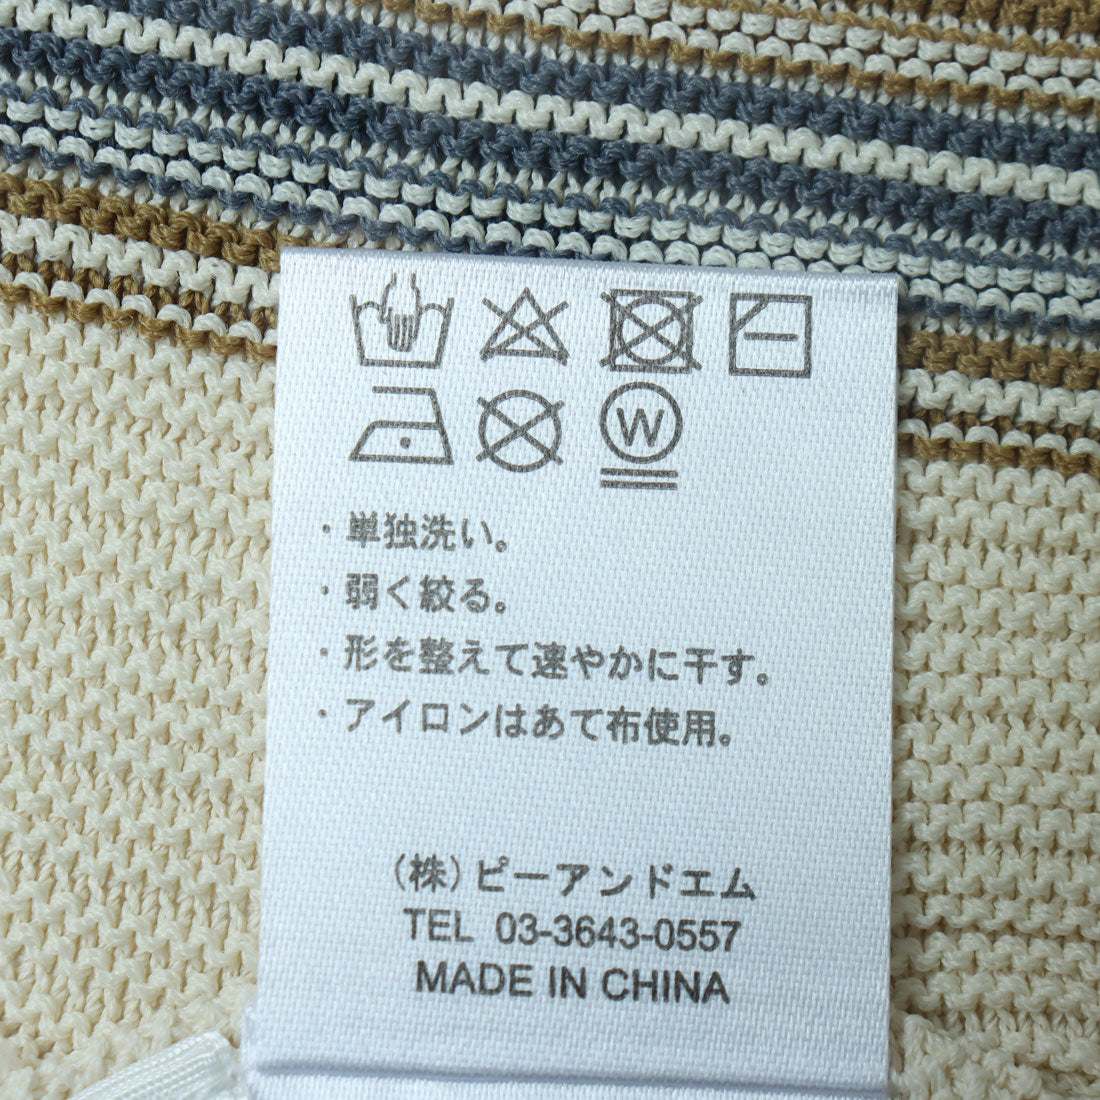 W
・単独洗い。
・弱く絞る。
・形を整えて速やかに干す。
・アイロンはあて布使用。
(株)ピーアンドエム
TEL 03-3643-0557
MADE IN CHINA